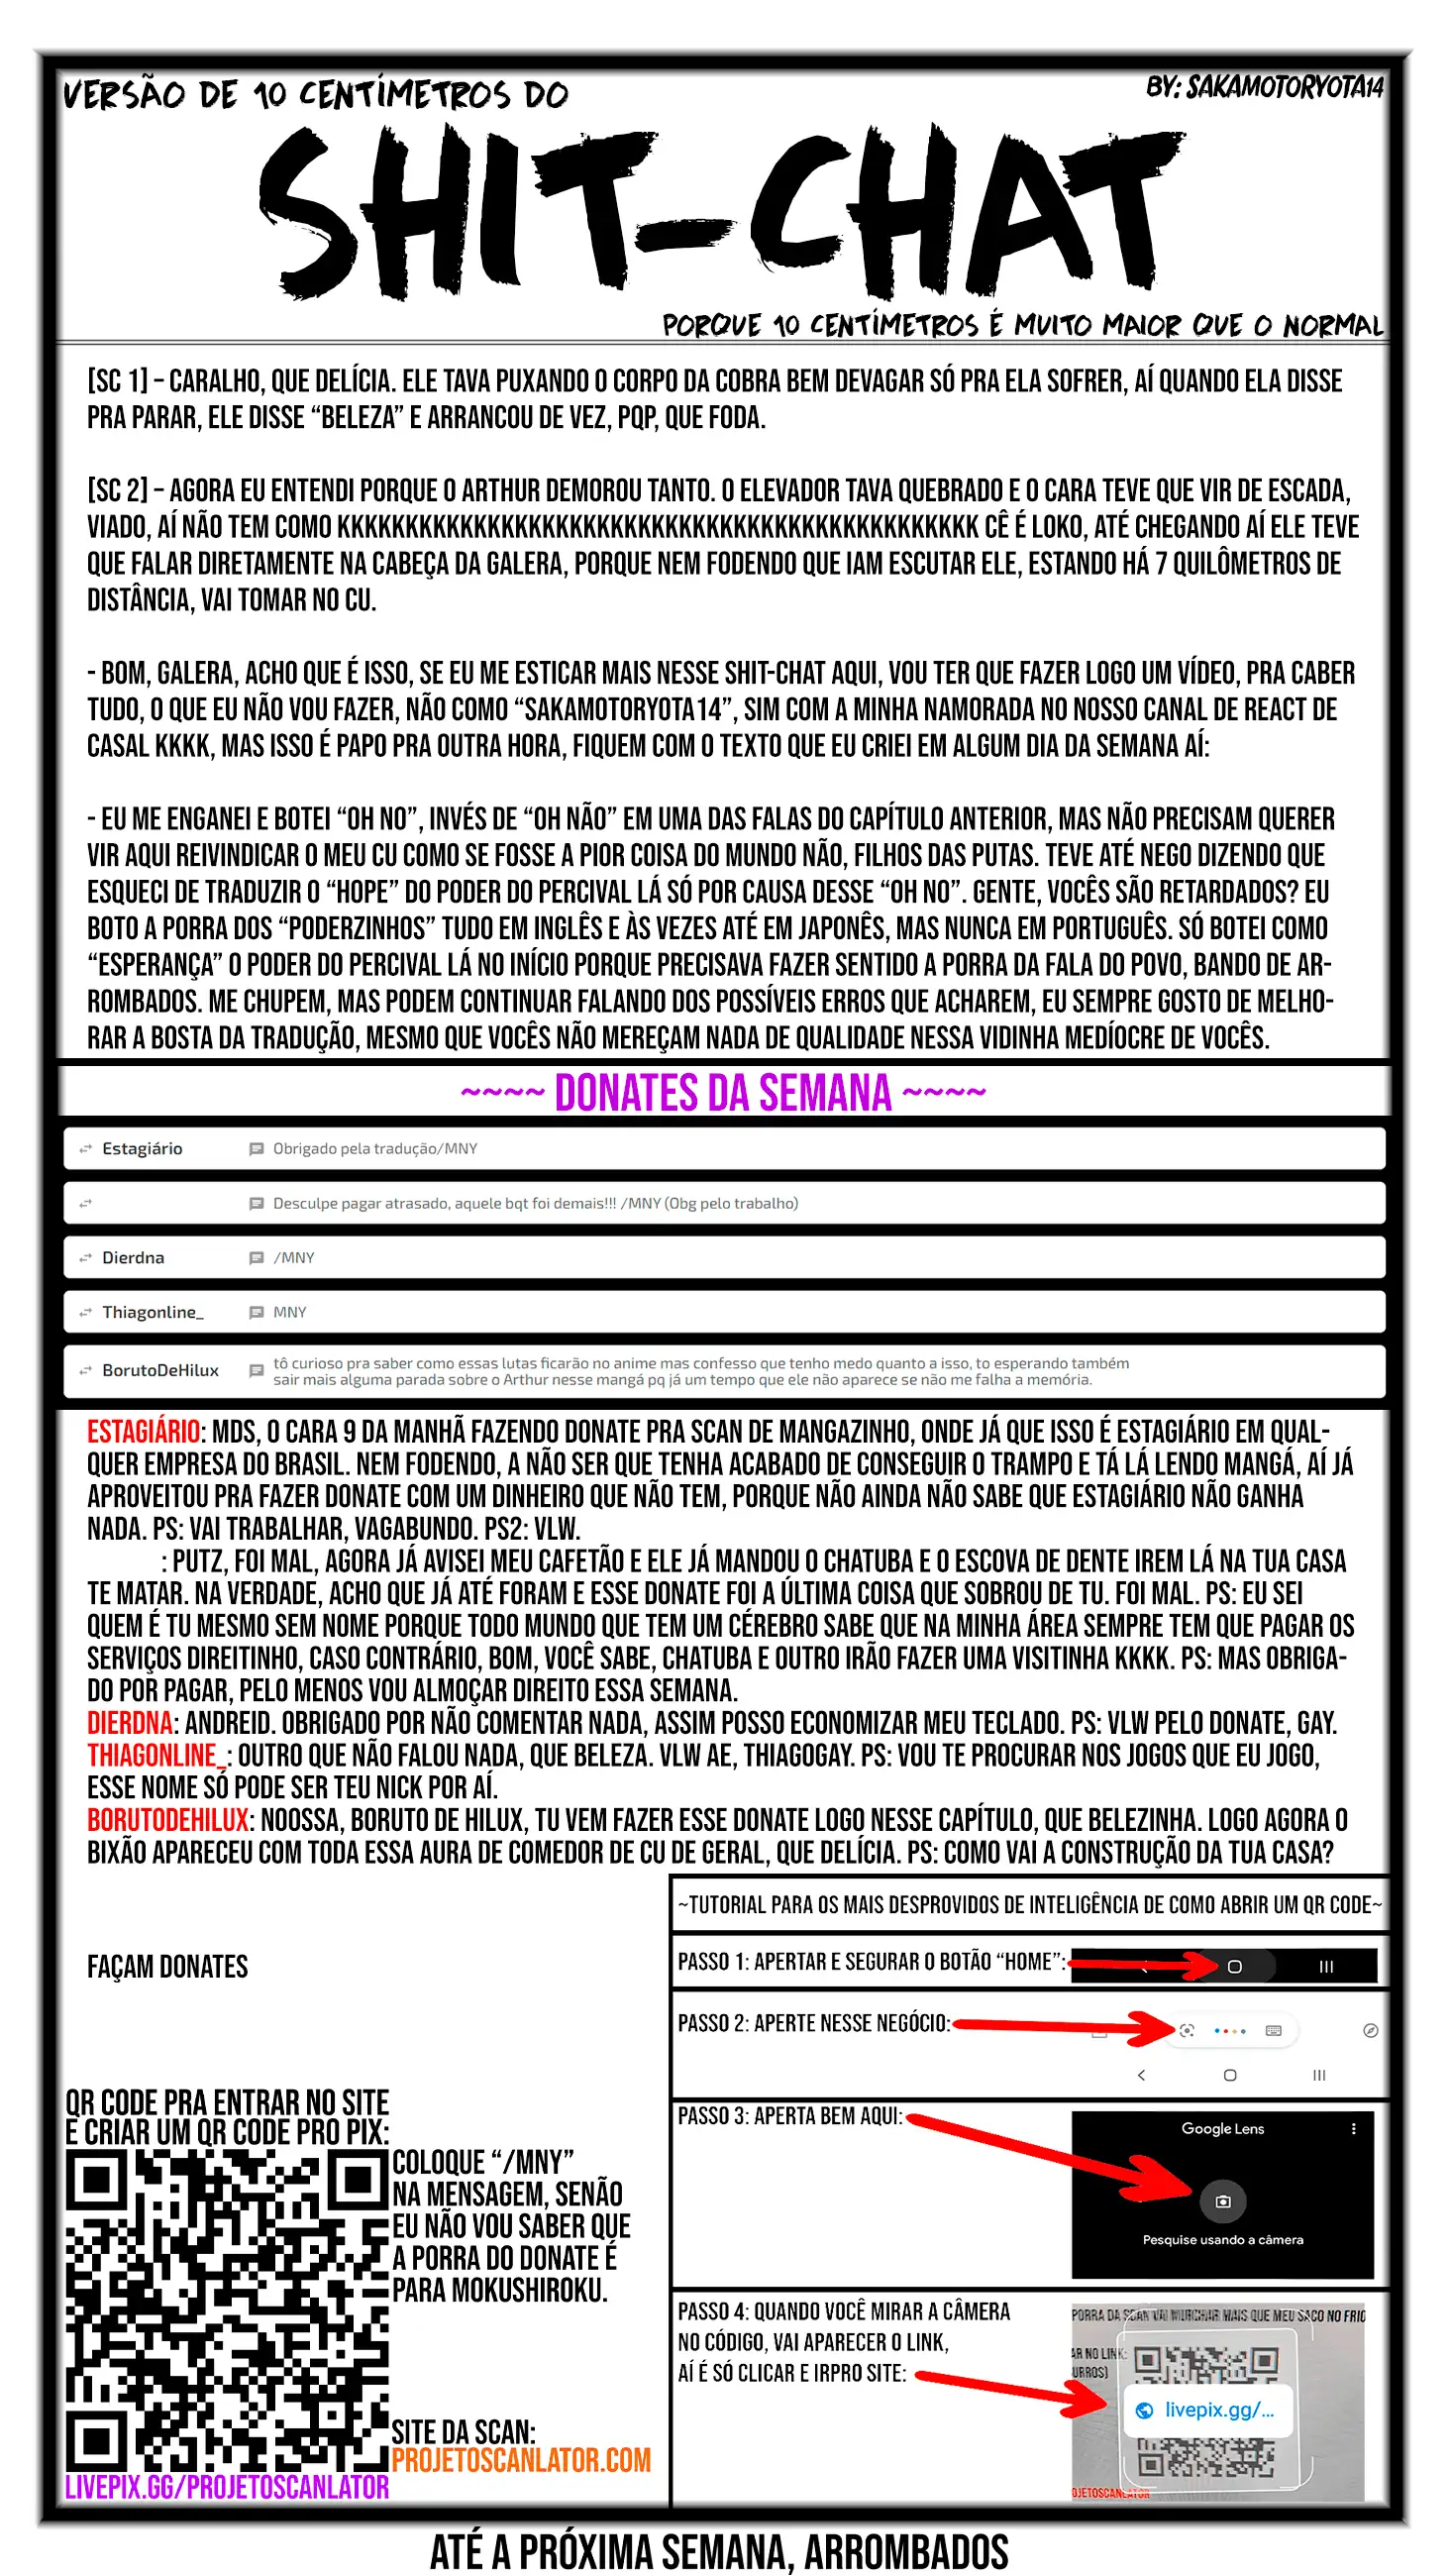 VERSÃO DE 10 CENTÍMETROS DO
BY: SAKAMOTORYOTA14
SHIT-CHAT
PORQUE 10 CENTÍMETROS É MUITO MAIOR QUE O NORMAL
[SC 1] – CARALHO, QUE DELÍCIA. ELE TAVA PUXANDO O CORPO DA COBRA BEM DEVAGAR SÓ PRA ELA SOFRER, AÍ QUANDO ELA DISSE
PRA PARAR, ELE DISSE “BELEZA” E ARRANCOU DE VEZ, PQP, QUE FODA.
[SC 2] – AGORA EU ENTENDI PORQUE O ARTHUR DEMOROU TANTO. O ELEVADOR TAVA QUEBRADO E O CARA TEVE QUE VIR DE ESCADA,
VIADO, AÍ NÃO TEM COMO KKKKKKKKKKKKKKKKKKKKKKKKKKKKKKKKKKKKKKKKKKKKKKK CÊ É LOKO, ATÉ CHEGANDO AÍ ELE TEVE
QUE FALAR DIRETAMENTE NA CABEÇA DA GALERA, PORQUE NEM FODENDO QUE IAM ESCUTAR ELE, ESTANDO HÁ 7 QUILÔMETROS DE
DISTÂNCIA, VAI TOMAR NO CU.
- BOM, GALERA, ACHO QUE É ISSO, SE EU ME ESTICAR MAIS NESSE SHIT-CHAT AQUI, VOU TER QUE FAZER LOGO UM VÍDEO, PRA CABER
TUDO, O QUE EU NÃO VOU FAZER, NÃO COMO “SAKAMOTORYOTA14”, SIM COM A MINHA NAMORADA NO NOSSO CANAL DE REACT DE
CASAL KKKK, MAS ISSO É PAPO PRA OUTRA HORA, FIQUEM COM O TEXTO QUE EU CRIEI EM ALGUM DIA DA SEMANA AÍ:
- EU ME ENGANEI E BOTEI “OH NO”, INVÉS DE “OH NÃO” EM UMA DAS FALAS DO CAPÍTULO ANTERIOR, MAS NÃO PRECISAM QUERER
VIR AQUI REIVINDICAR O MEU CU COMO SE FOSSE A PIOR COISA DO MUNDO NÃO, FILHOS DAS PUTAS. TEVE ATÉ NEGO DIZENDO QUE
ESQUECI DE TRADUZIR O “HOPE” DO PODER DO PERCIVAL LÁ SÓ POR CAUSA DESSE “OH NO”. GENTE, VOCÊS SÃO RETARDADOS? EU
BOTO A PORRA DOS “PODERZINHOS” TUDO EM INGLÊS E ÀS VEZES ATÉ EM JAPONÊS, MAS NUNCA EM PORTUGUÊS. SÓ BOTEI COMO
“ESPERANÇA” O PODER DO PERCIVAL LÁ NO INÍCIO PORQUE PRECISAVA FAZER SENTIDO A PORRA DA FALA DO POVO, BANDO DE AR-
ROMBADOS. ME CHUPEM, MAS PODEM CONTINUAR FALANDO DOS POSSÍVEIS ERROS QUE ACHAREM, EU SEMPRE GOSTO DE MELHO-
RAR A BOSTA DA TRADUÇÃO, MESMO QUE VOCÊS NÃO MEREÇAM NADA DE QUALIDADE NESSA VIDINHA MEDÍOCRE DE VOCÊS.
~~~~ DONATES DA SEMANA ~~~~
Estagiário Obrigado pela tradução/MNY
Desculpe pagar atrasado, aquele bqt foi demais!!! /MNY (Obg pelo trabalho)
Dierdna /MNY
Thiagonline_ MNY
BorutoDeHilux tô curioso pra saber como essas lutas ficarão no anime mas confesso que tenho medo quanto a isso, to esperando também
sair mais alguma parada sobre o Arthur nesse mangá pq já um tempo que ele não aparece se não me falha a memória.
ESTAGIÁRIO: MDS, O CARA 9 DA MANHÃ FAZENDO DONATE PRA SCAN DE MANGAZINHO, ONDE JÁ QUE ISSO É ESTAGIÁRIO EM QUAL-
QUER EMPRESA DO BRASIL. NEM FODENDO, A NÃO SER QUE TENHA ACABADO DE CONSEGUIR O TRAMPO E TÁ LÁ LENDO MANGÁ, AÍ JÁ
APROVEITOU PRA FAZER DONATE COM UM DINHEIRO QUE NÃO TEM, PORQUE NÃO AINDA NÃO SABE QUE ESTAGIÁRIO NÃO GANHA
NADA. PS: VAI TRABALHAR, VAGABUNDO. PS2: VLW.
: PUTZ, FOI MAL, AGORA JÁ AVISEI MEU CAFETÃO E ELE JÁ MANDOU O CHATUBA E O ESCOVA DE DENTE IREM LÁ NA TUA CASA
TE MATAR. NA VERDADE, ACHO QUE JÁ ATÉ FORAM E ESSE DONATE FOI A ÚLTIMA COISA QUE SOBROU DE TU. FOI MAL. PS: EU SEI
QUEM É TU MESMO SEM NOME PORQUE TODO MUNDO QUE TEM UM CÉREBRO SABE QUE NA MINHA ÁREA SEMPRE TEM QUE PAGAR OS
SERVIÇOS DIREITINHO, CASO CONTRÁRIO, BOM, VOCÊ SABE, CHATUBA E OUTRO IRÃO FAZER UMA VISITINHA KKKK. PS: MAS OBRIGA-
DO POR PAGAR, PELO MENOS VOU ALMOÇAR DIREITO ESSA SEMANA.
DIERDNA: ANDREID. OBRIGADO POR NÃO COMENTAR NADA, ASSIM POSSO ECONOMIZAR MEU TECLADO. PS: VLW PELO DONATE, GAY.
THIAGONLINE_: OUTRO QUE NÃO FALOU NADA, QUE BELEZA. VLW AE, THIAGOGAY. PS: VOU TE PROCURAR NOS JOGOS QUE EU JOGO,
ESSE NOME SÓ PODE SER TEU NICK POR AÍ.
BORUTODEHILUX: NOOSSA, BORUTO DE HILUX, TU VEM FAZER ESSE DONATE LOGO NESSE CAPÍTULO, QUE BELEZINHA. LOGO AGORA O
BIXÃO APARECEU COM TODA ESSA AURA DE COMEDOR DE CU DE GERAL, QUE DELÍCIA. PS: COMO VAI A CONSTRUÇÃO DA TUA CASA?
FAÇAM DONATES
QR CODE PRA ENTRAR NO SITE
E CRIAR UM QR CODE PRO PIX:
COLOQUE “/MNY”
NA MENSAGEM, SENÃO
EU NÃO VOU SABER QUE
A PORRA DO DONATE É
PARA MOKUSHIROKU.
SITE DA SCAN:
PROJETOSCANLATOR.COM
LIVEPIX.GG/PROJETOSCANLATOR
~TUTORIAL PARA OS MAIS DESPROVIDOS DE INTELIGÊNCIA DE COMO ABRIR UM QR CODE~
PASSO 1: APERTAR E SEGURAR O BOTÃO “HOME”:
PASSO 2: APERTE NESSE NEGÓCIO:
PASSO 3: APERTA BEM AQUI:
Google Lens
Pesquise usando a câmera
PASSO 4: QUANDO VOCÊ MIRAR A CÂMERA
NO CÓDIGO, VAI APARECER O LINK,
AÍ É SÓ CLICAR E IRPRO SITE:
PORRA DA SCAN VAI MURCHAR MAIS QUE MEU SACO NO FRIO
AR NO LINK:
URROS)
livepix.gg/...
OJETOSCANLATOR
ATÉ A PRÓXIMA SEMANA, ARROMBADOS